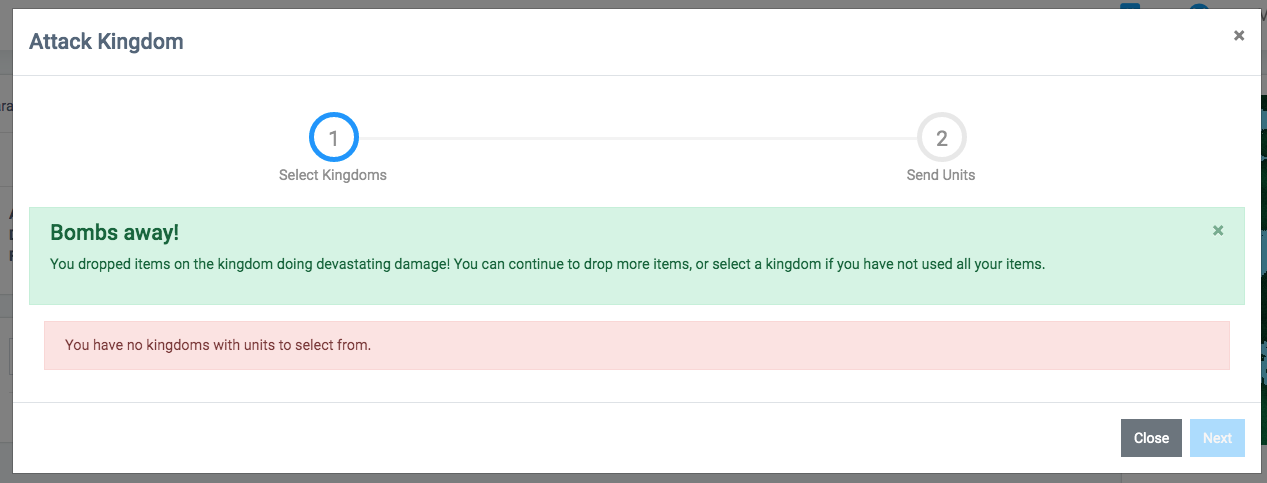 Attack Kingdom
×
1
2
Select Kingdoms
Send Units
Bombs away!
×
You dropped items on the kingdom doing devastating damage! You can continue to drop more items, or select a kingdom if you have not used all your items.
You have no kingdoms with units to select from.
Close
Next